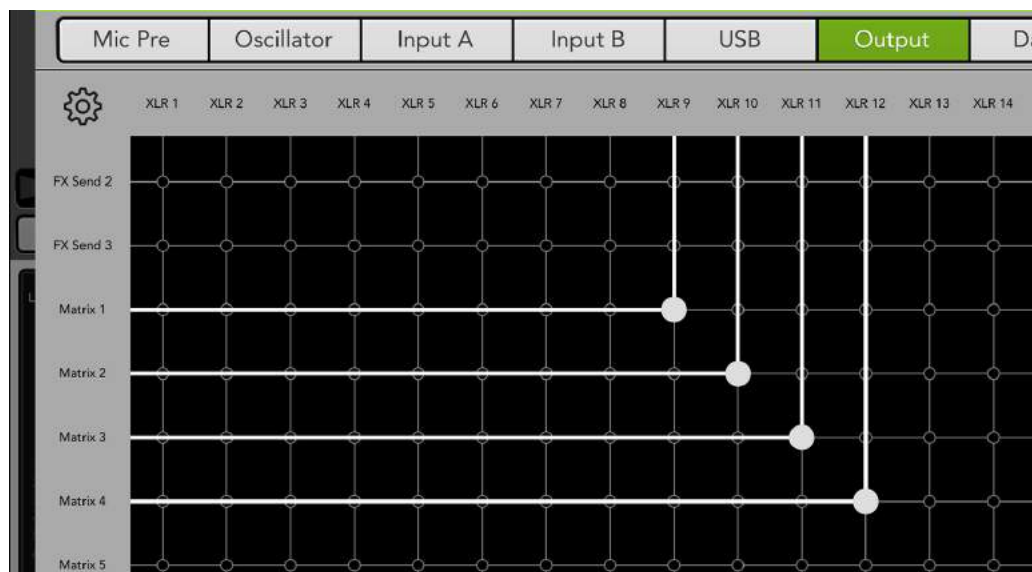 Mic Pre Oscillator Input A Input B USB Output
XLR 1 XLR 2 XLR 3 XLR 4 XLR 5 XLR 6 XLR 7 XLR 8 XLR 9 XLR 10 XLR 11 XLR 12 XLR 13 XLR 14
FX Send 2
FX Send 3
Matrix 1
Matrix 2
Matrix 3
Matrix 4
Matrix 5